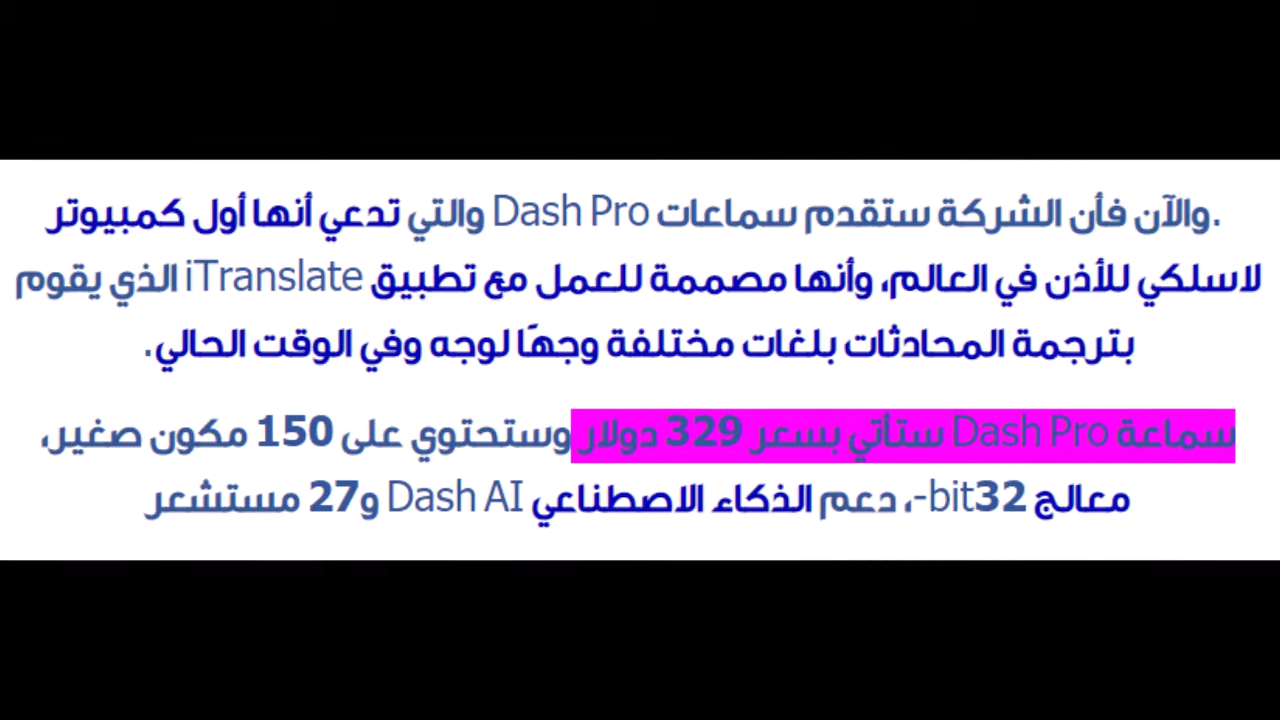 .والآن فأن الشركة ستقدم سماعات Dash Pro والتي تدعي أنها أول كمبيوتر
لاسلكي للأذن في العالم، وأنها مصممة للعمل مع تطبيق iTranslate الذي يقوم
بترجمة المحادثات بلغات مختلفة وجهًا لوجه وفي الوقت الحالي.
سماعة Dash Pro ستأتي بسعر 329 دولار وستحتوي على 150 مكون صغير،
معالج 32bit-، دعم الذكاء الاصطناعي Dash AI و27 مستشعر